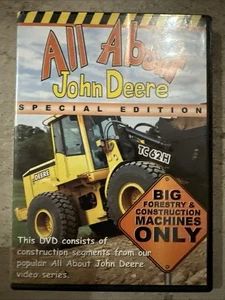 All About
John Deere
SPECIAL EDITION
TC 62H
DEERE
BIG
FORESTRY &
CONSTRUCTION
MACHINES
ONLY
This DVD consists of
construction segments from our
popular All About John Deere
video series.